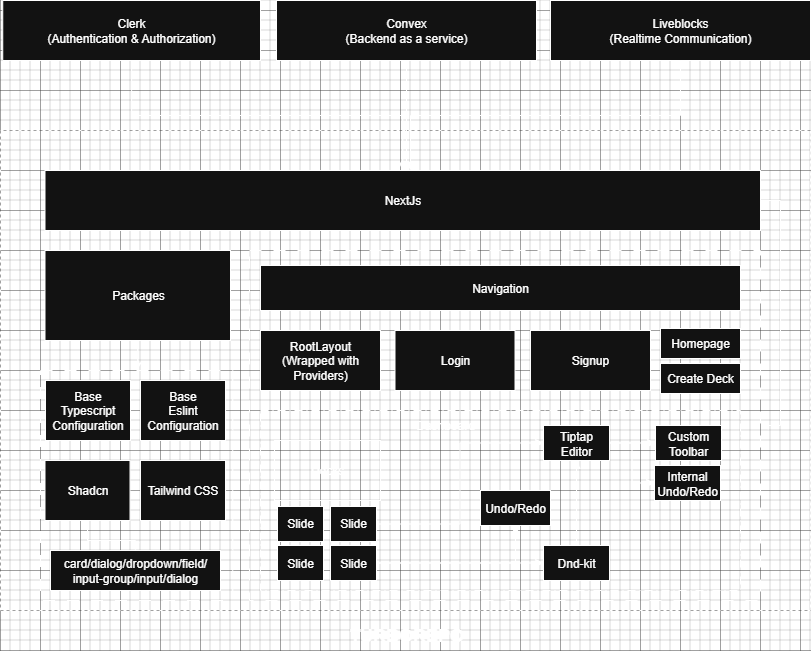 Clerk
(Authentication & Authorization)
Convex
(Backend as a service)
Liveblocks
(Realtime Communication)
NextJs
Packages
Navigation
RootLayout
(Wrapped with
Providers)
Login
Signup
Homepage
Create Deck
Base
Typescript
Configuration
Base
Eslint
Configuration
Tiptap
Editor
Custom
Toolbar
Shadcn
Tailwind CSS
Internal
Undo/Redo
Undo/Redo
Slide
Slide
Slide
Slide
Dnd-kit
card/dialog/dropdown/field/
input-group/input/dialog